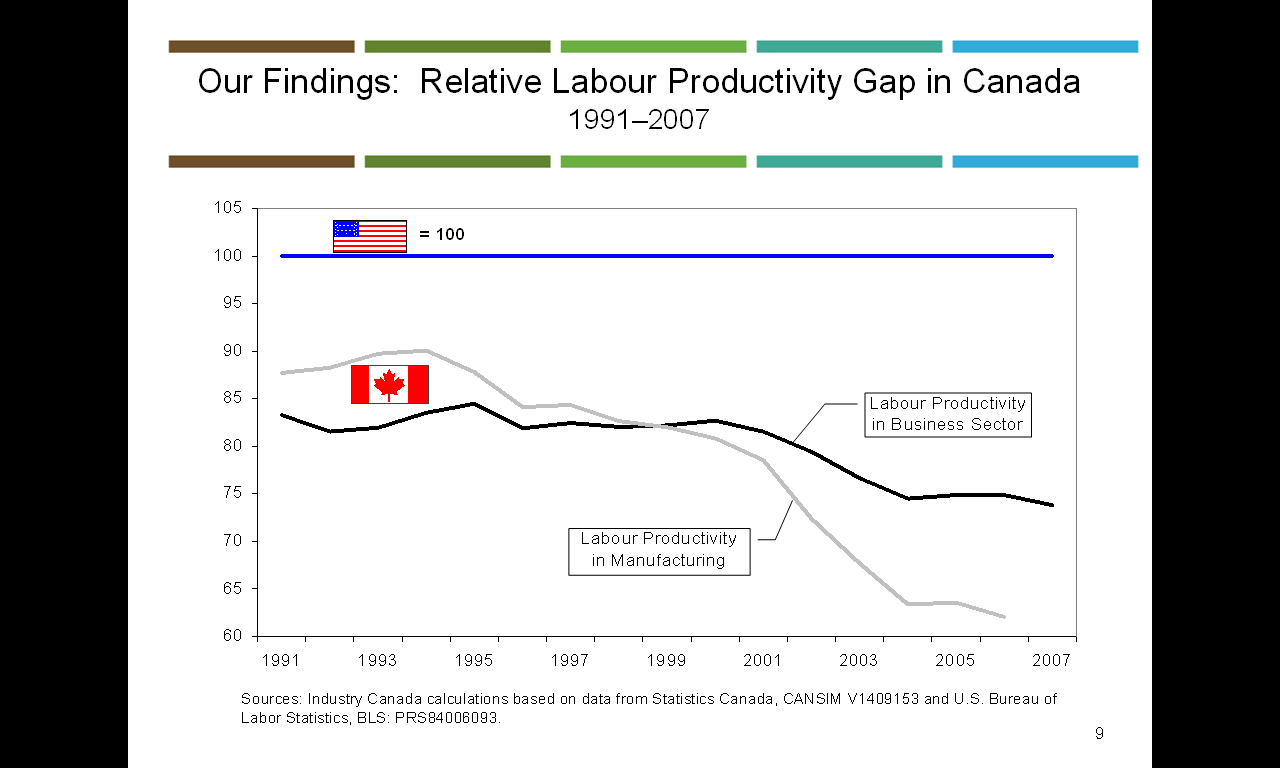 Our Findings:  Relative Labour Productivity Gap in Canada
1991–2007
105
100
95
90
85
80
75
70
65
60
= 100
Labour Productivity
in Business Sector
Labour Productivity
in Manufacturing
1991 1993 1995 1997 1999 2001 2003 2005 2007
Sources: Industry Canada calculations based on data from Statistics Canada, CANSIM V1409153 and U.S. Bureau of
Labor Statistics, BLS: PRS84006093.
9